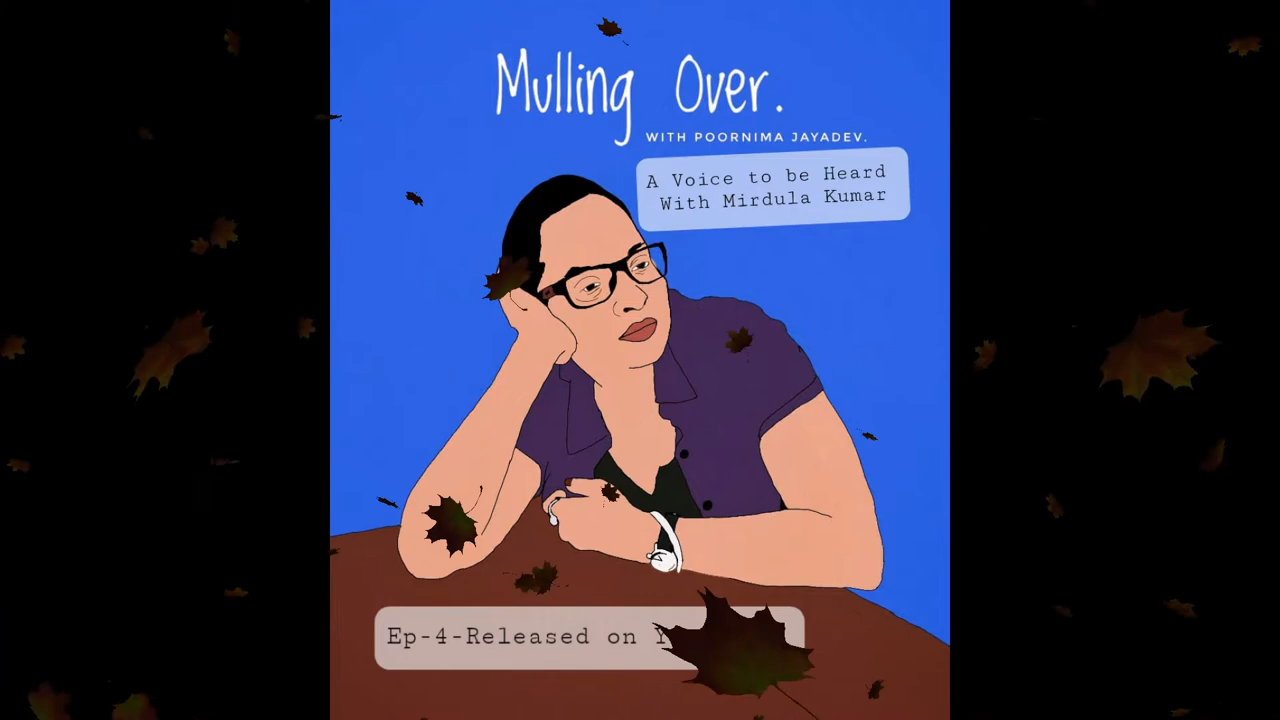 Mulling Over.
WITH POORNIMA JAYADEV.
A Voice to be Heard
With Mirdula Kumar
Ep-4-Released on